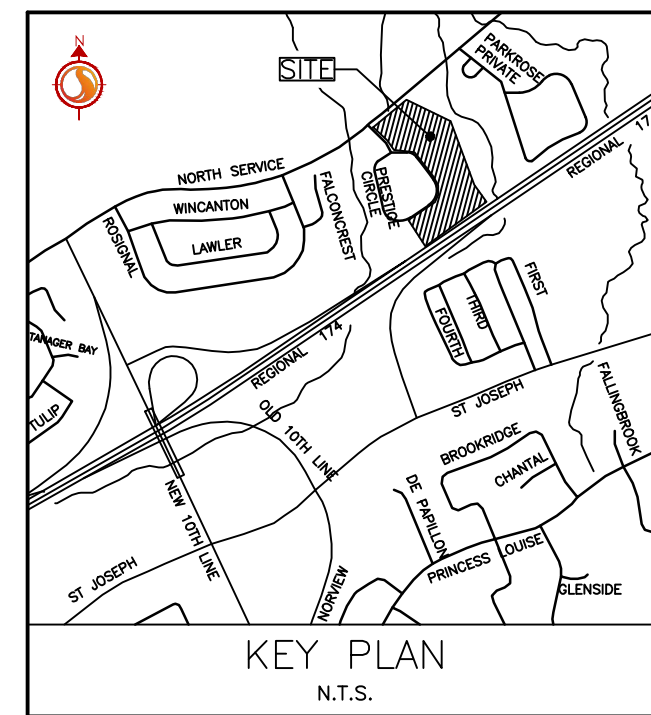 N
SITE
PARKROSE
PRIVATE
REGIONAL 17
NORTH SERVICE
WINCANTON
LAWLER
ROSIGNAL
FALCONCREST
PRESTIGE
CIRCLE
FIRST
THIRD
FOURTH
TANAGER BAY
TULIP
REGIONAL 174
OLD 10TH LINE
ST JOSEPH
FALLINGBROOK
BROOKRIDGE
CHANTAL
DE PAPILLON
NEW 10TH LINE
ST JOSEPH
NORVIEW
PRINCESS LOUISE
GLENSIDE
KEY PLAN
N.T.S.